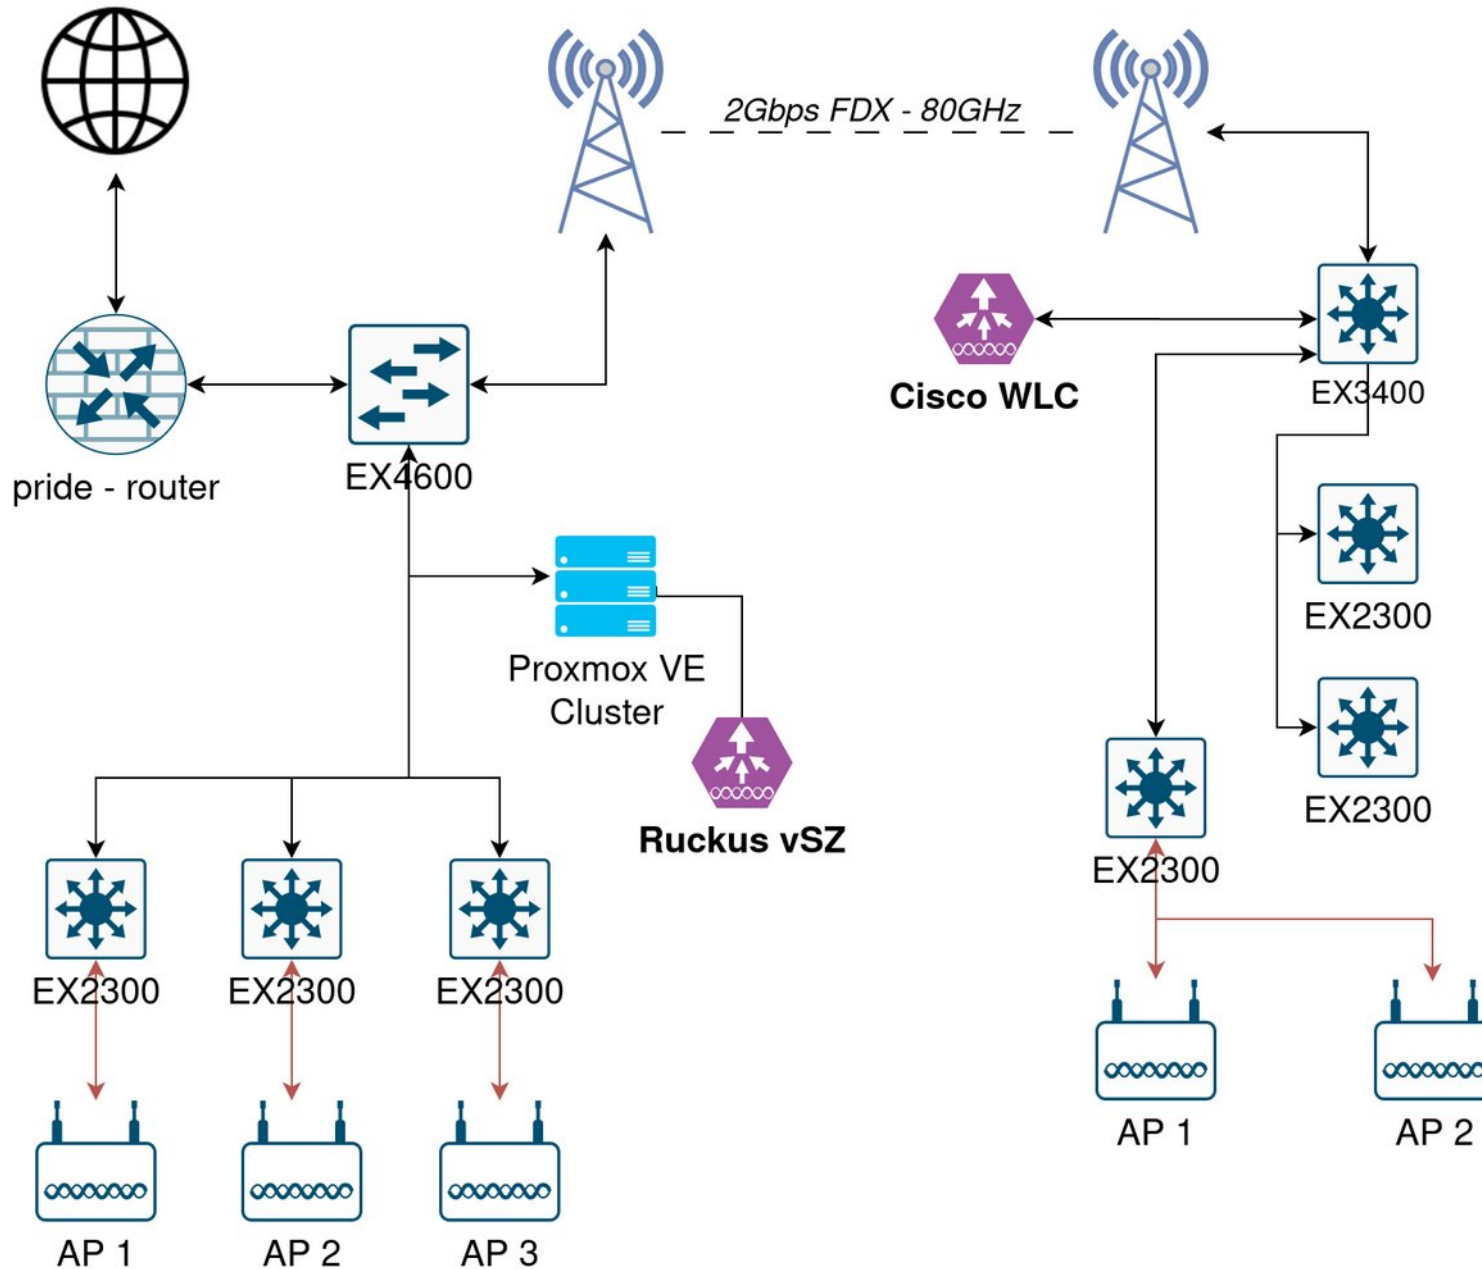 2Gbps FDX - 80GHz
Cisco WLC
EX3400
pride - router
EX4600
EX2300
Proxmox VE
Cluster
EX2300
Ruckus vSZ
EX2300
EX2300
EX2300
EX2300
AP 1
AP 2
AP 1
AP 2
AP 3